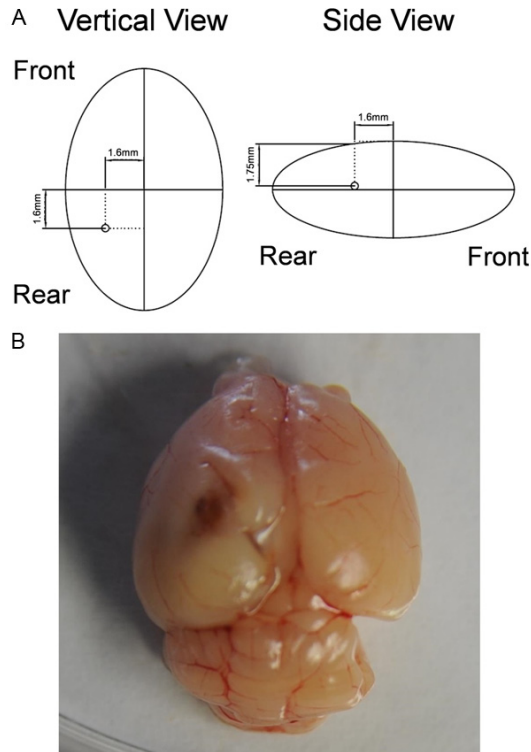 A
Vertical View
Side View
Front
1.6mm
1.6mm
Rear
1.6mm
1.75mm
Rear
Front
B